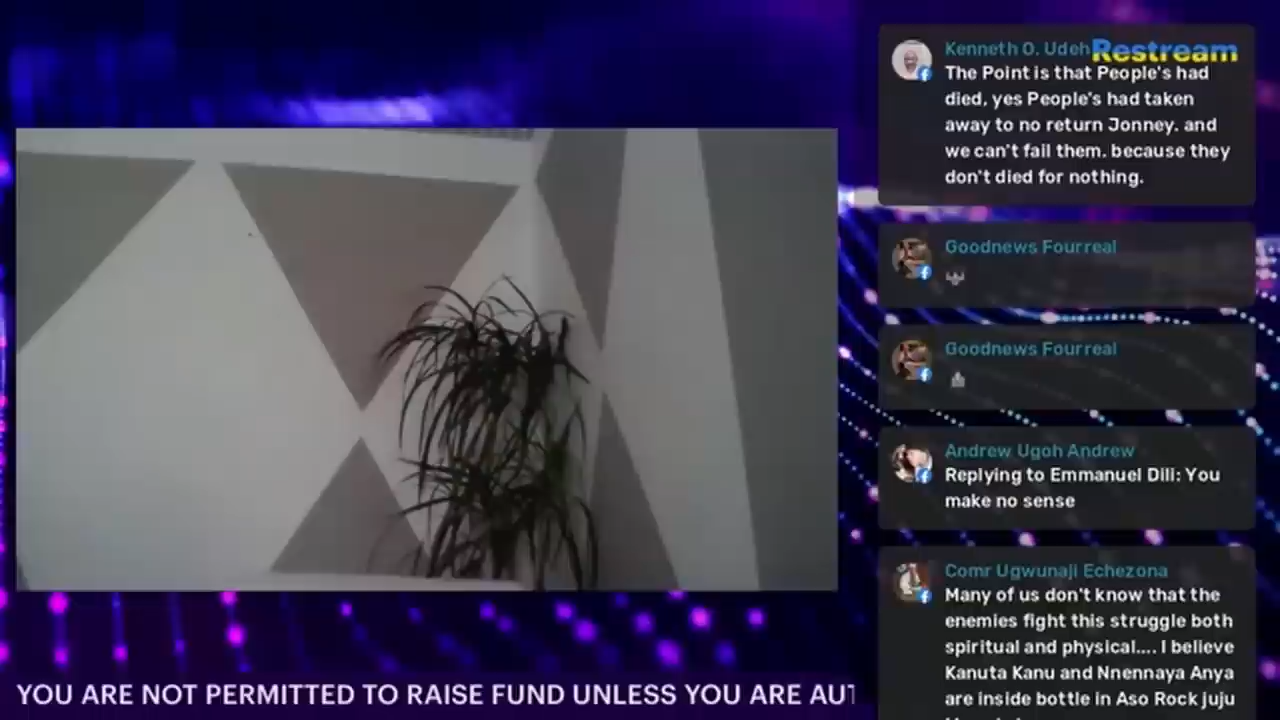 Kenneth O. Udeh
Restream
The Point is that People's had
died, yes People's had taken
away to no return Jonney. and
we can't fail them. because they
don't died for nothing.
Goodnews Fourreal
Goodnews Fourreal
Andrew Ugoh Andrew
Replying to Emmanuel Dili: You
make no sense
Comr Ugwunaji Echezona
Many of us don't know that the
enemies fight this struggle both
spiritual and physical.... I believe
Kanuta Kanu and Nnennaya Anya
are inside bottle in Aso Rock juju
YOU ARE NOT PERMITTED TO RAISE FUND UNLESS YOU ARE AUT